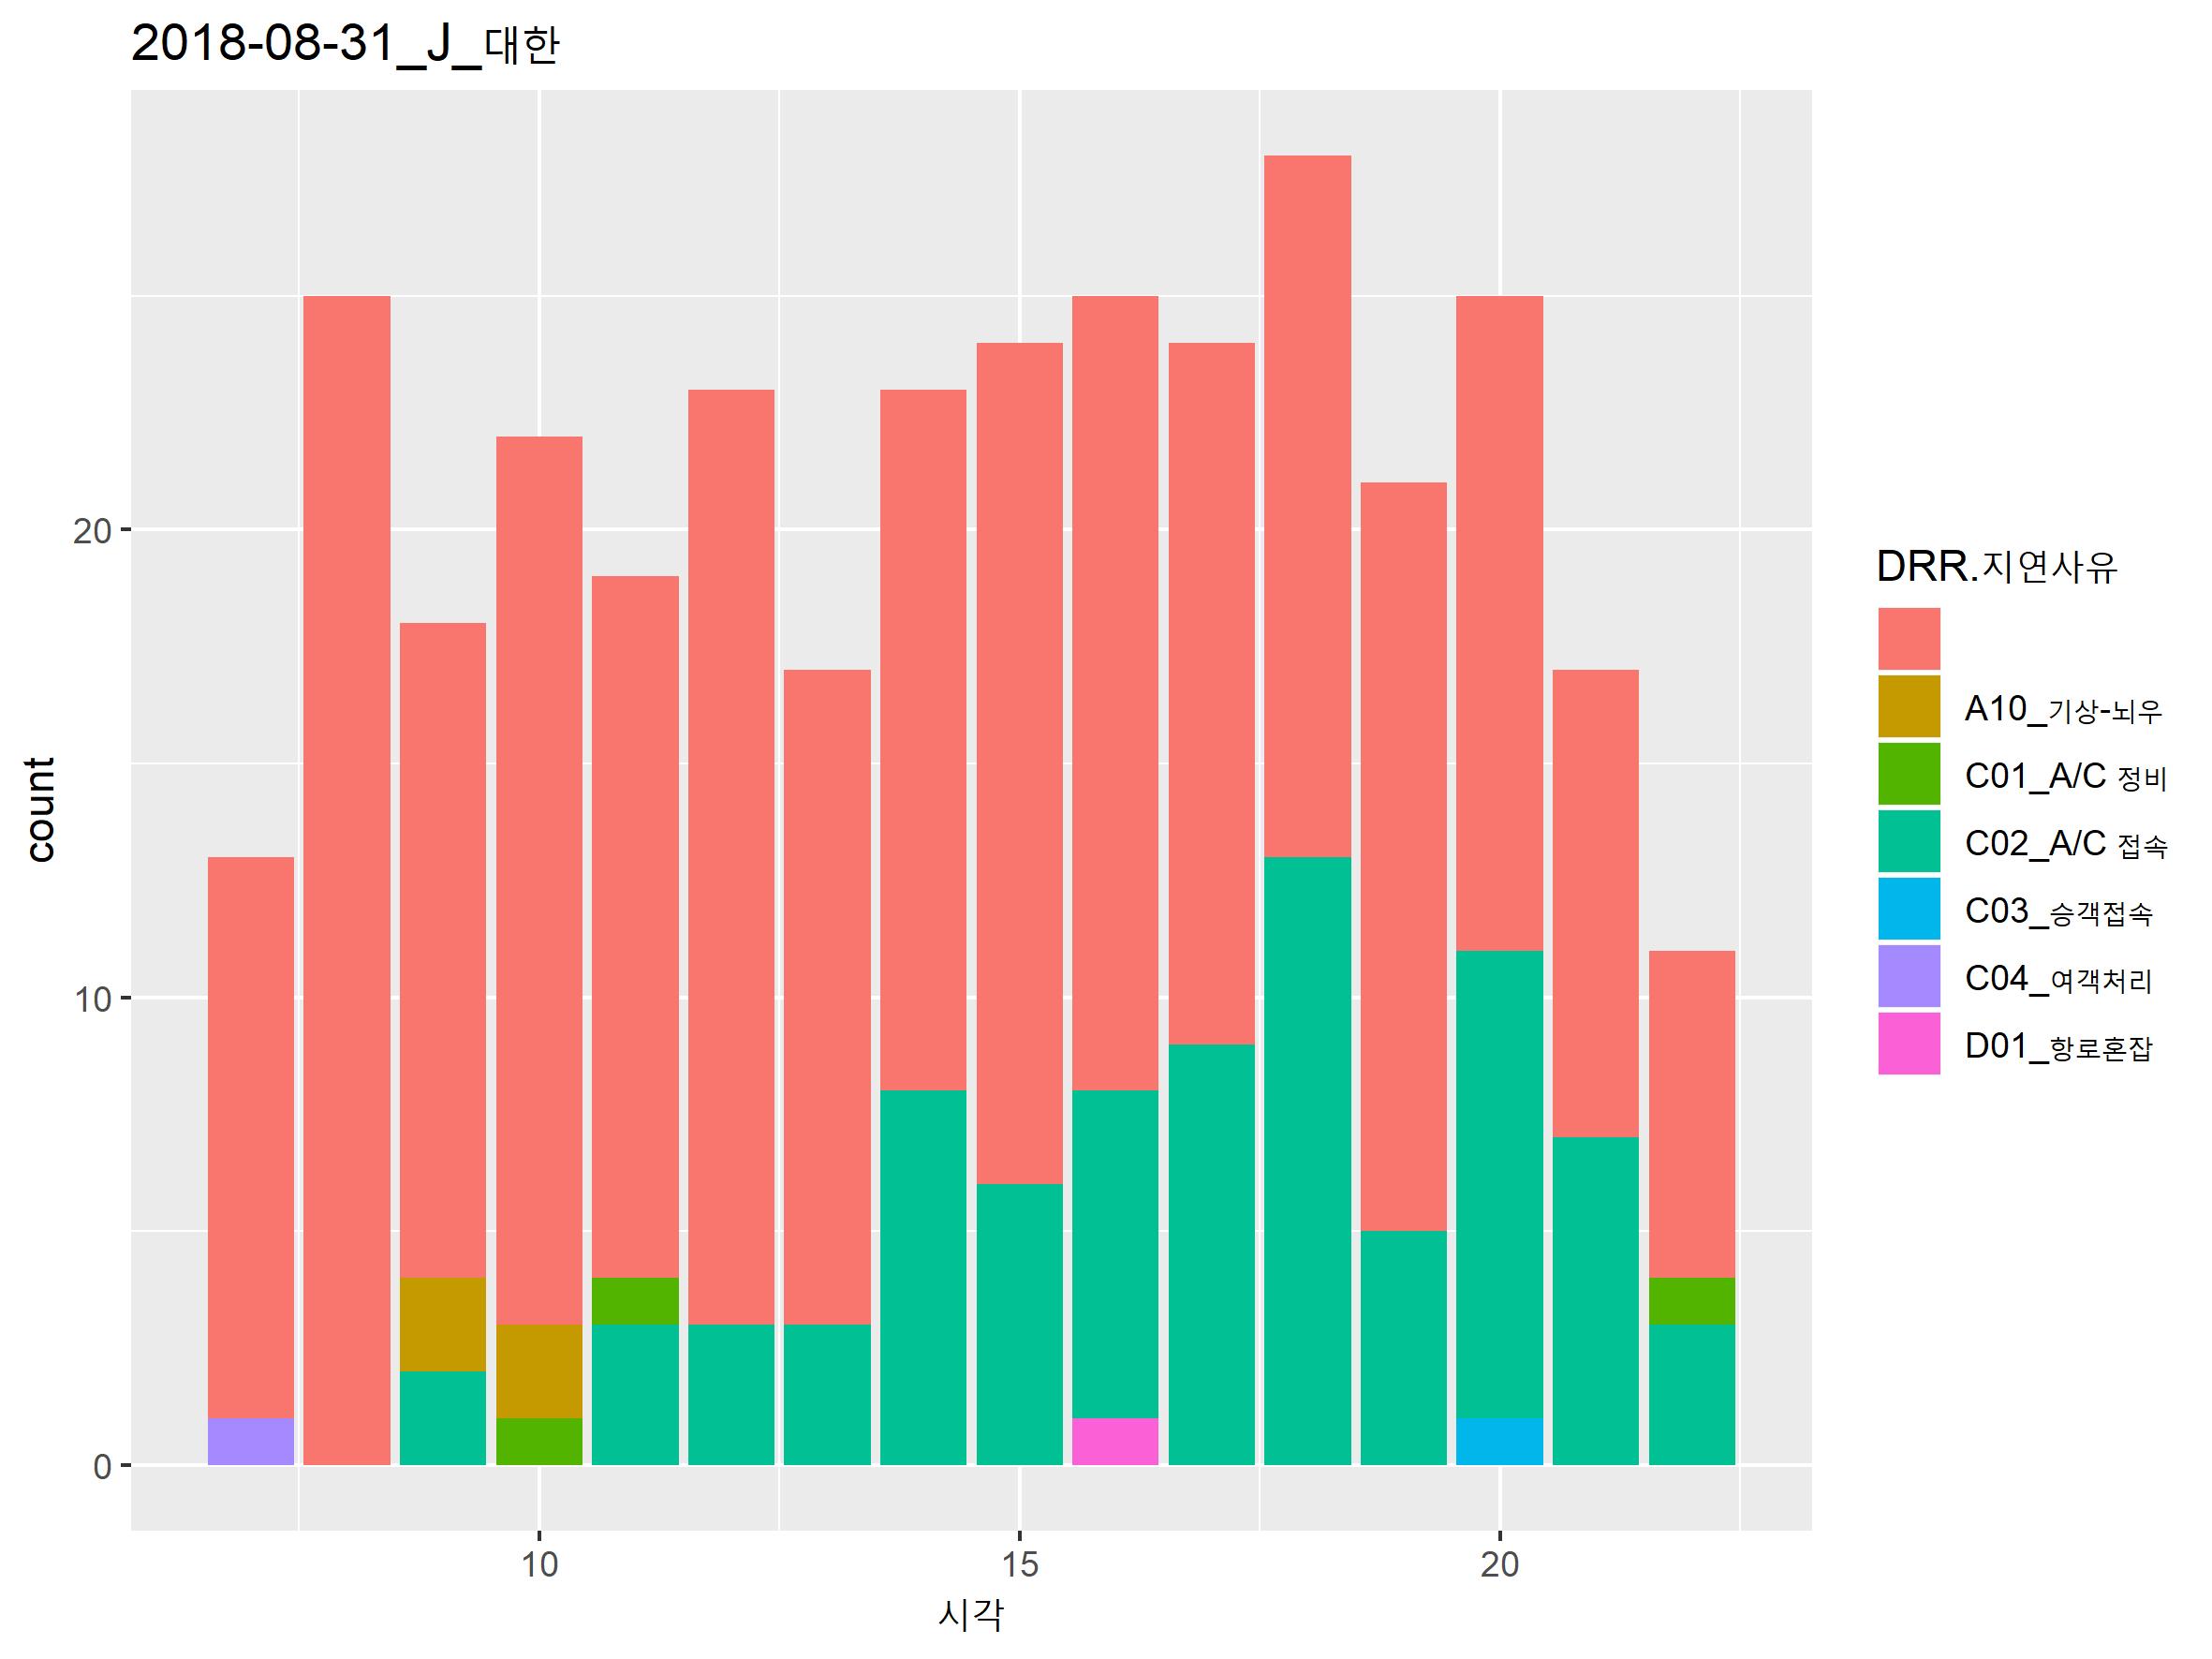 2018-08-31_J_대한
count
20
10
0
10
15
20
시각
DRR.지연사유
A10_기상-뇌우
C01_A/C 정비
C02_A/C 접속
C03_승객접속
C04_여객처리
D01_항로혼잡